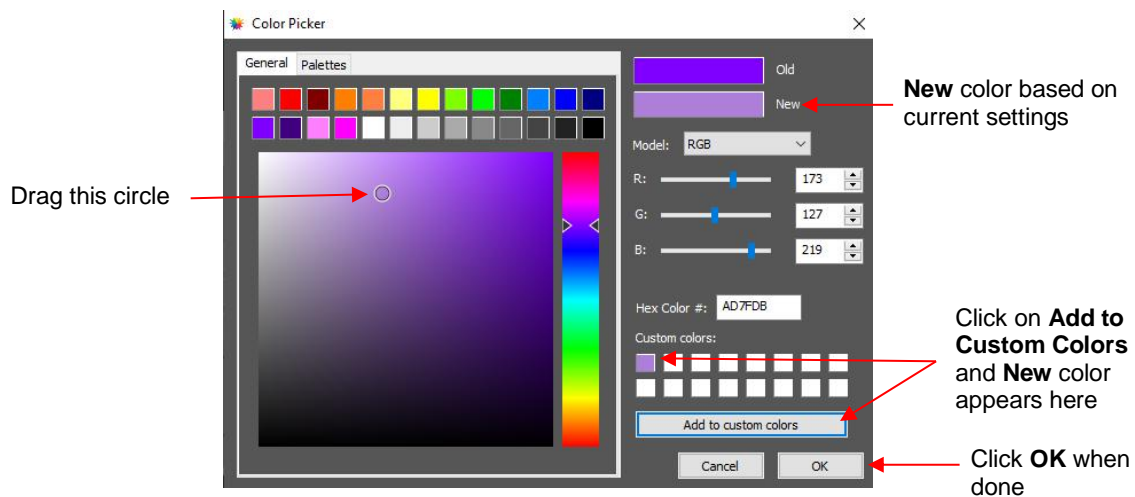 Color Picker
General Palettes
Old
New
New color based on
current settings
Model: RGB
Drag this circle
R: 173
G: 127
B: 219
Hex Color #: AD7FDB
Custom colors:
Click on Add to
Custom Colors
and New color
appears here
Add to custom colors
Cancel OK
Click OK when
done